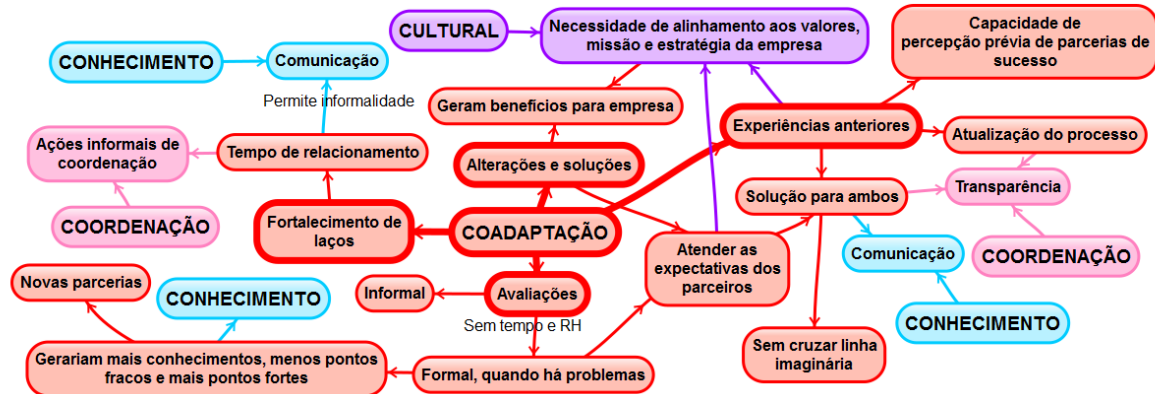 CULTURAL
Necessidade de alinhamento aos valores,
missão e estratégia da empresa
Capacidade de
percepção prévia de parcerias de
sucesso
CONHECIMENTO
Comunicação
Permite informalidade
Geram benefícios para empresa
Experiências anteriores
Atualização do processo
Ações informais de
coordenação
Tempo de relacionamento
Alterações e soluções
Solução para ambos
Transparência
COORDENAÇÃO
Fortalecimento de
laços
COADAPTAÇÃO
Atender as
expectativas dos
parceiros
Comunicação
COORDENAÇÃO
Novas parcerias
CONHECIMENTO
Informal
Avaliações
Sem tempo e RH
CONHECIMENTO
Sem cruzar linha
imaginária
Gerariam mais conhecimentos, menos pontos
fracos e mais pontos fortes
Formal, quando há problemas